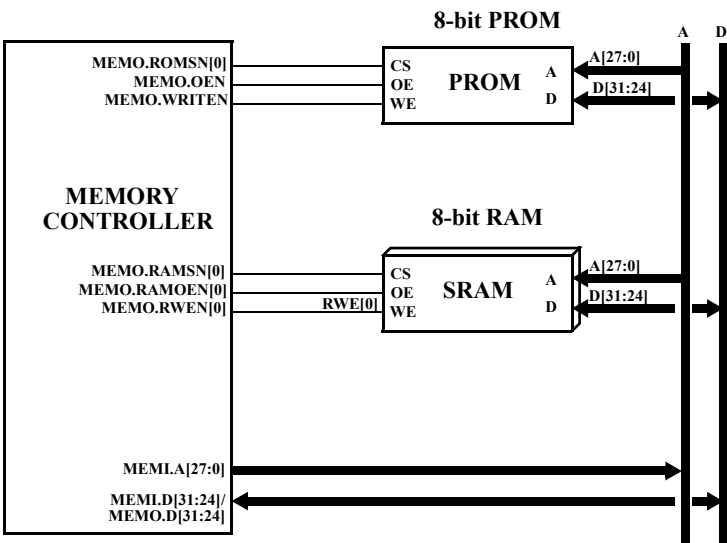 8-bit PROM
A D
MEMO.ROMSN[0]
MEMO.OEN
MEMO.WRITEN
CS
OE
WE
PROM
A
D
A[27:0]
D[31:24]
MEMORY
CONTROLLER
8-bit RAM
MEMO.RAMSN[0]
MEMO.RAMOEN[0]
MEMO.RWEN[0]
RWE[0]
CS
OE
WE
SRAM
A
D
A[27:0]
D[31:24]
MEMI.A[27:0]
MEMI.D[31:24]/
MEMO.D[31:24]